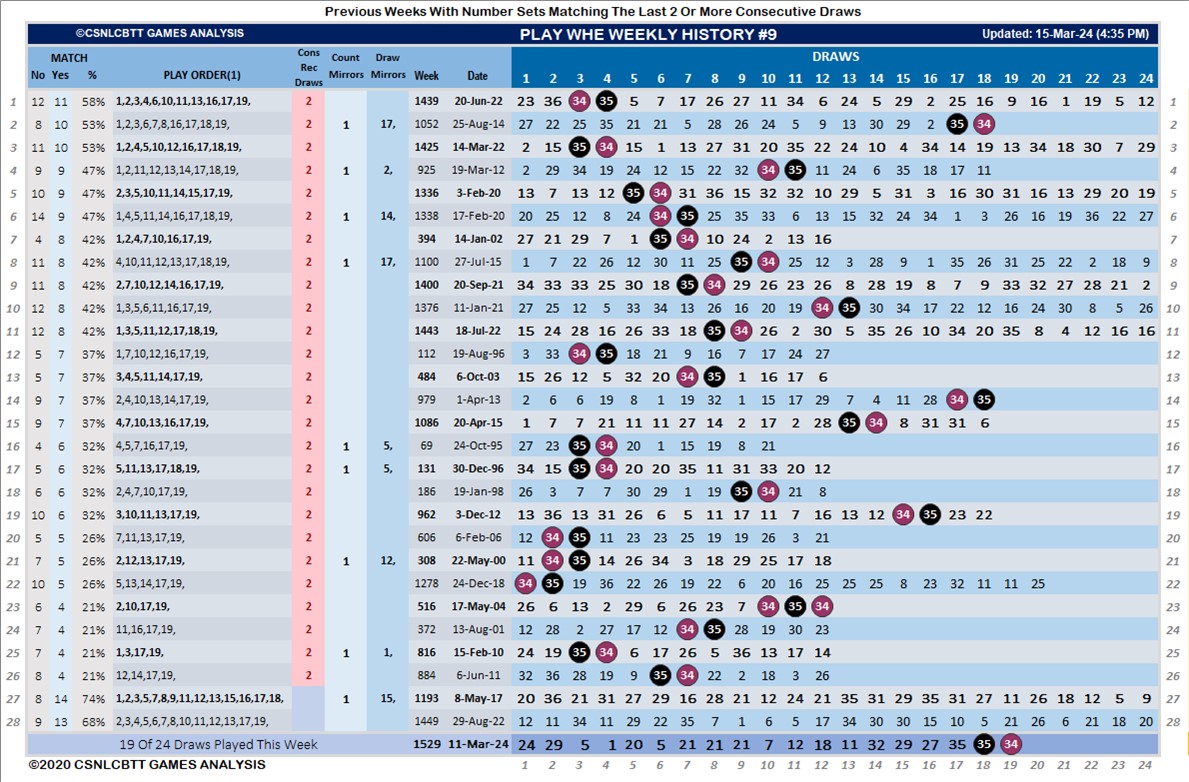 Previous Weeks With Number Sets Matching The Last 2 Or More Consecutive Draws
©CSNLCBTT GAMES ANALYSIS PLAY WHE WEEKLY HISTORY #9 Updated: 15-Mar-24 (4:35 PM)
MATCH Cons Count Draw DRAWS
No Yes % PLAY ORDER(1) Rec Draws Mirrors Mirrors Week Date 1 2 3 4 5 6 7 8 9 10 11 12 13 14 15 16 17 18 19 20 21 22 23 24
1 12 11 58% 1,2,3,4,6,10,11,13,16,17,19, 2 1439 20-Jun-22 23 36 34 35 5 7 17 26 27 11 34 6 24 5 29 2 25 16 9 16 1 19 5 12 1
2 8 10 53% 1,2,3,6,7,8,16,17,18,19, 2 1 17, 1052 25-Aug-14 27 22 25 35 21 21 5 28 26 24 5 9 13 30 29 2 35 34 2
3 11 10 53% 1,2,4,5,10,12,16,17,18,19, 2 1425 14-Mar-22 2 15 35 34 15 1 13 27 31 20 35 22 24 10 4 34 14 19 13 34 18 30 7 29 3
4 9 9 47% 1,2,11,12,13,14,17,18,19, 2 1 2, 925 19-Mar-12 2 29 34 19 24 12 15 22 32 34 35 11 24 6 35 18 17 11 4
5 10 9 47% 2,3,5,10,11,14,15,17,19, 2 1336 3-Feb-20 13 7 13 12 35 34 31 36 15 32 32 10 29 5 31 3 16 30 31 16 12 22 20 19 5
6 14 9 47% 1,4,5,11,14,16,17,18,19, 2 1 14, 1338 17-Feb-20 20 25 12 8 24 34 35 25 35 33 6 13 15 32 24 34 1 3 26 16 19 36 22 27 6
7 4 8 42% 1,2,4,7,10,16,17,19, 2 394 14-Jan-02 27 21 29 7 1 35 34 10 24 2 13 16 7
8 11 8 42% 4,10,11,12,13,17,18,19, 2 1 17, 1100 27-Jul-15 1 7 22 26 12 30 11 25 35 34 25 12 3 28 9 1 35 26 31 25 22 2 18 9 8
9 11 8 42% 2,7,10,12,14,16,17,19, 2 1400 20-Sep-21 34 33 33 25 30 18 35 34 29 26 23 26 8 28 19 8 7 9 33 32 27 28 21 2 9
10 12 8 42% 1,3,5,6,11,16,17,19, 2 1376 11-Jan-21 27 25 12 5 33 34 13 26 16 20 19 34 35 30 34 17 22 12 16 24 30 8 5 26 10
11 12 8 42% 1,3,5,11,12,17,18,19, 2 1443 18-Jul-22 15 24 28 16 26 33 18 35 34 26 2 30 5 35 26 10 34 20 35 8 4 12 16 16 11
12 5 7 37% 1,7,10,12,16,17,19, 2 112 19-Aug-96 3 33 34 35 18 21 9 16 7 17 24 27 12
13 5 7 37% 3,4,5,11,14,17,19, 2 484 6-Oct-03 15 26 12 5 32 20 34 35 1 16 17 6 13
14 9 7 37% 2,4,10,13,14,17,19, 2 979 1-Apr-13 2 6 6 19 8 1 19 32 1 15 17 29 7 4 11 28 34 35 14
15 9 7 37% 4,7,10,13,16,17,19, 2 1086 20-Apr-15 1 7 7 21 11 11 27 14 2 17 2 28 35 34 8 31 31 6 15
16 4 6 32% 4,5,7,16,17,19, 2 1 5, 69 24-Oct-95 27 23 35 34 20 1 15 19 8 21 16
17 5 6 32% 5,11,13,17,18,19, 2 1 5, 131 30-Dec-96 34 15 35 34 20 20 35 11 31 33 20 12 17
18 6 6 32% 2,4,7,10,17,19, 2 186 19-Jan-98 26 3 7 7 30 29 1 19 35 34 21 8 18
19 10 6 32% 3,10,11,13,17,19, 2 962 3-Dec-12 13 36 13 31 26 6 5 11 17 11 7 16 13 12 34 35 23 22 19
20 5 5 26% 7,11,13,17,19, 2 606 6-Feb-06 12 34 35 11 23 23 25 19 19 26 3 21 20
21 7 5 26% 2,12,13,17,19, 2 1 12, 308 22-May-00 11 34 35 14 26 34 3 18 29 25 17 18 21
22 10 5 26% 5,13,14,17,19, 2 1278 24-Dec-18 34 35 19 36 22 26 19 22 6 20 16 25 25 25 8 23 32 11 11 25 22
23 6 4 21% 2,10,17,19, 2 516 17-May-04 26 6 13 2 29 6 26 23 7 34 35 34 23
24 7 4 21% 11,16,17,19, 2 372 13-Aug-01 12 28 2 27 17 12 34 35 28 19 30 23 24
25 7 4 21% 1,3,17,19, 2 1 1, 816 15-Feb-10 24 19 35 34 6 17 26 5 36 13 17 14 25
26 8 4 21% 12,14,17,19, 2 884 6-Jun-11 32 36 28 19 9 35 34 22 2 18 3 26 26
27 8 14 74% 1,2,3,5,7,8,9,11,12,13,15,16,17,18, 1 15, 1193 8-May-17 20 36 21 31 27 29 16 28 21 12 24 21 35 31 29 35 31 27 11 26 18 12 5 9 27
28 9 13 68% 2,3,4,5,6,7,8,10,11,12,13,17,19, 1449 29-Aug-22 12 11 34 11 29 22 35 7 1 6 5 17 34 30 30 15 10 5 21 26 6 21 18 20 28
19 Of 24 Draws Played This Week 1529 11-Mar-24 24 29 5 1 20 5 21 21 21 7 12 18 11 32 29 27 35 35 34
©2020 CSNLCBTT GAMES ANALYSIS 1 2 3 4 5 6 7 8 9 10 11 12 13 14 15 16 17 18 19 20 21 22 23 24